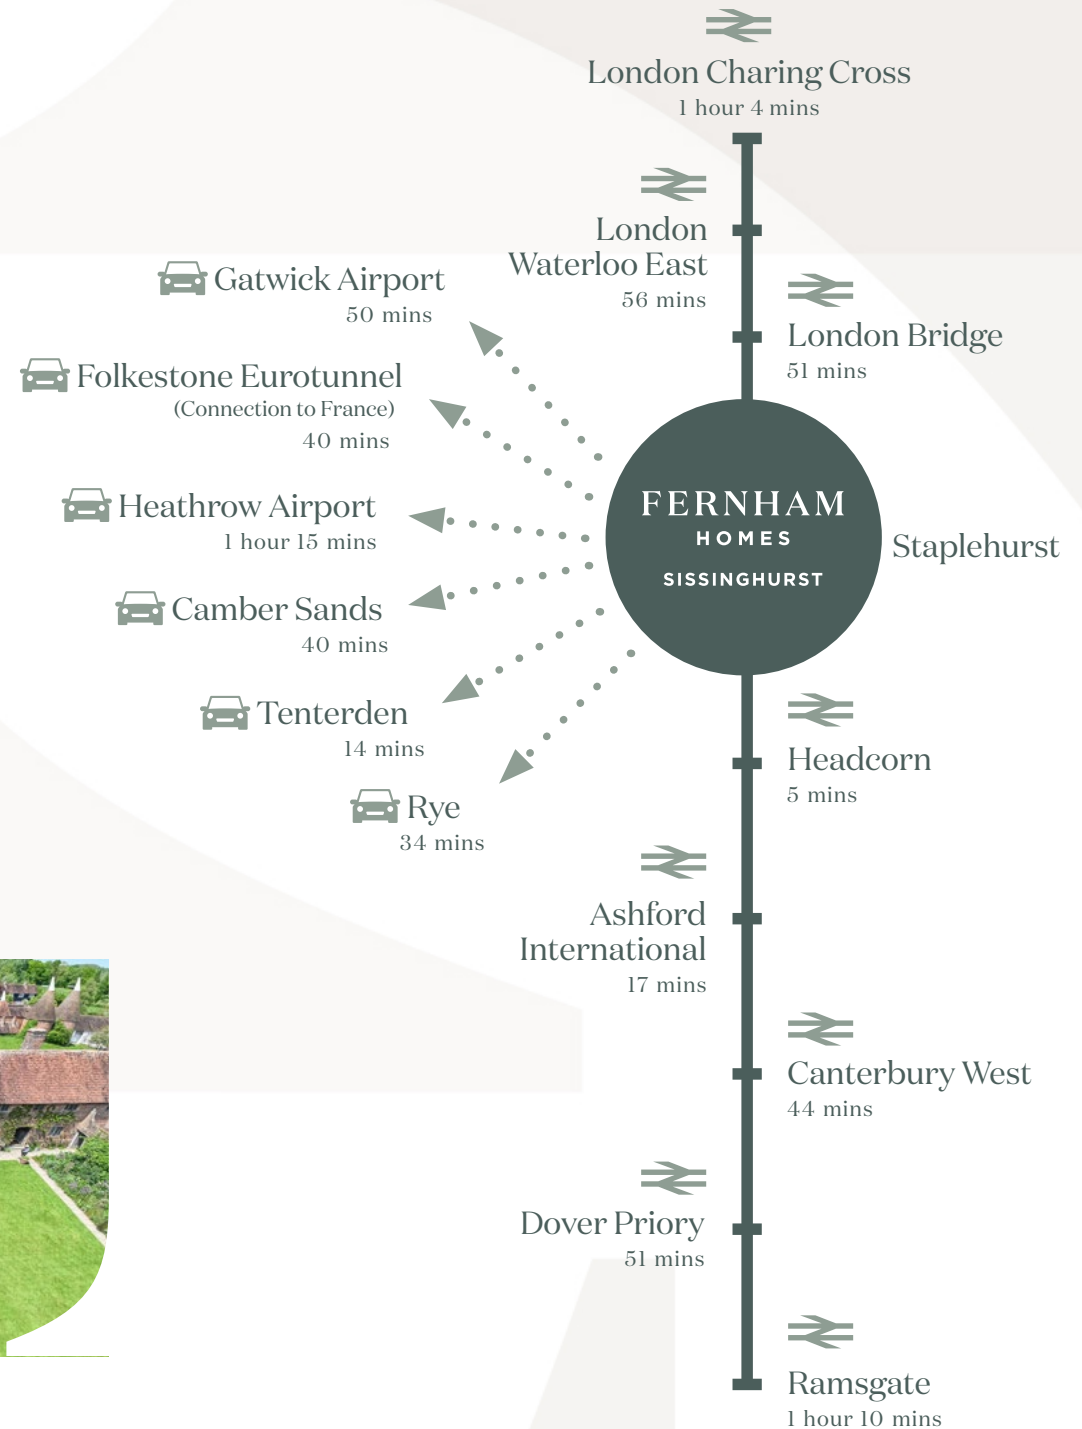 London Charing Cross
1 hour 4 mins
London
Waterloo East
56 mins
London Bridge
51 mins
Gatwick Airport
50 mins
Folkestone Eurotunnel
(Connection to France)
40 mins
Heathrow Airport
1 hour 15 mins
Camber Sands
40 mins
Tenterden
14 mins
Rye
34 mins
FERNHAM
HOMES
SISSINGHURST
Staplehurst
Headcorn
5 mins
Ashford
International
17 mins
Canterbury West
44 mins
Dover Priory
51 mins
Ramsgate
1 hour 10 mins